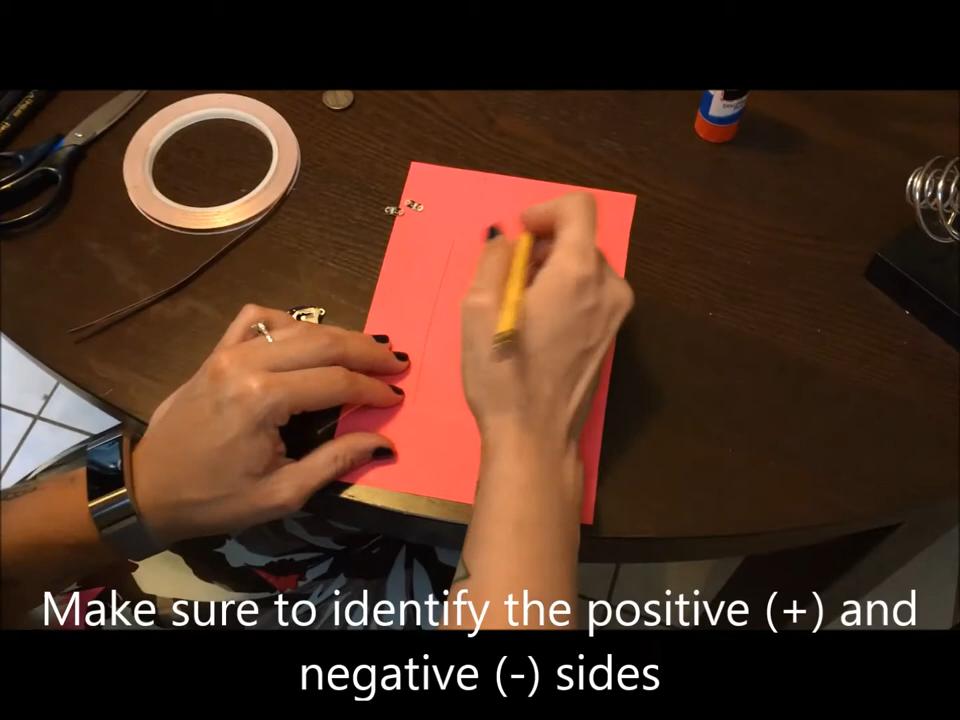 Make sure to identify the positive (+) and
negative (-) sides